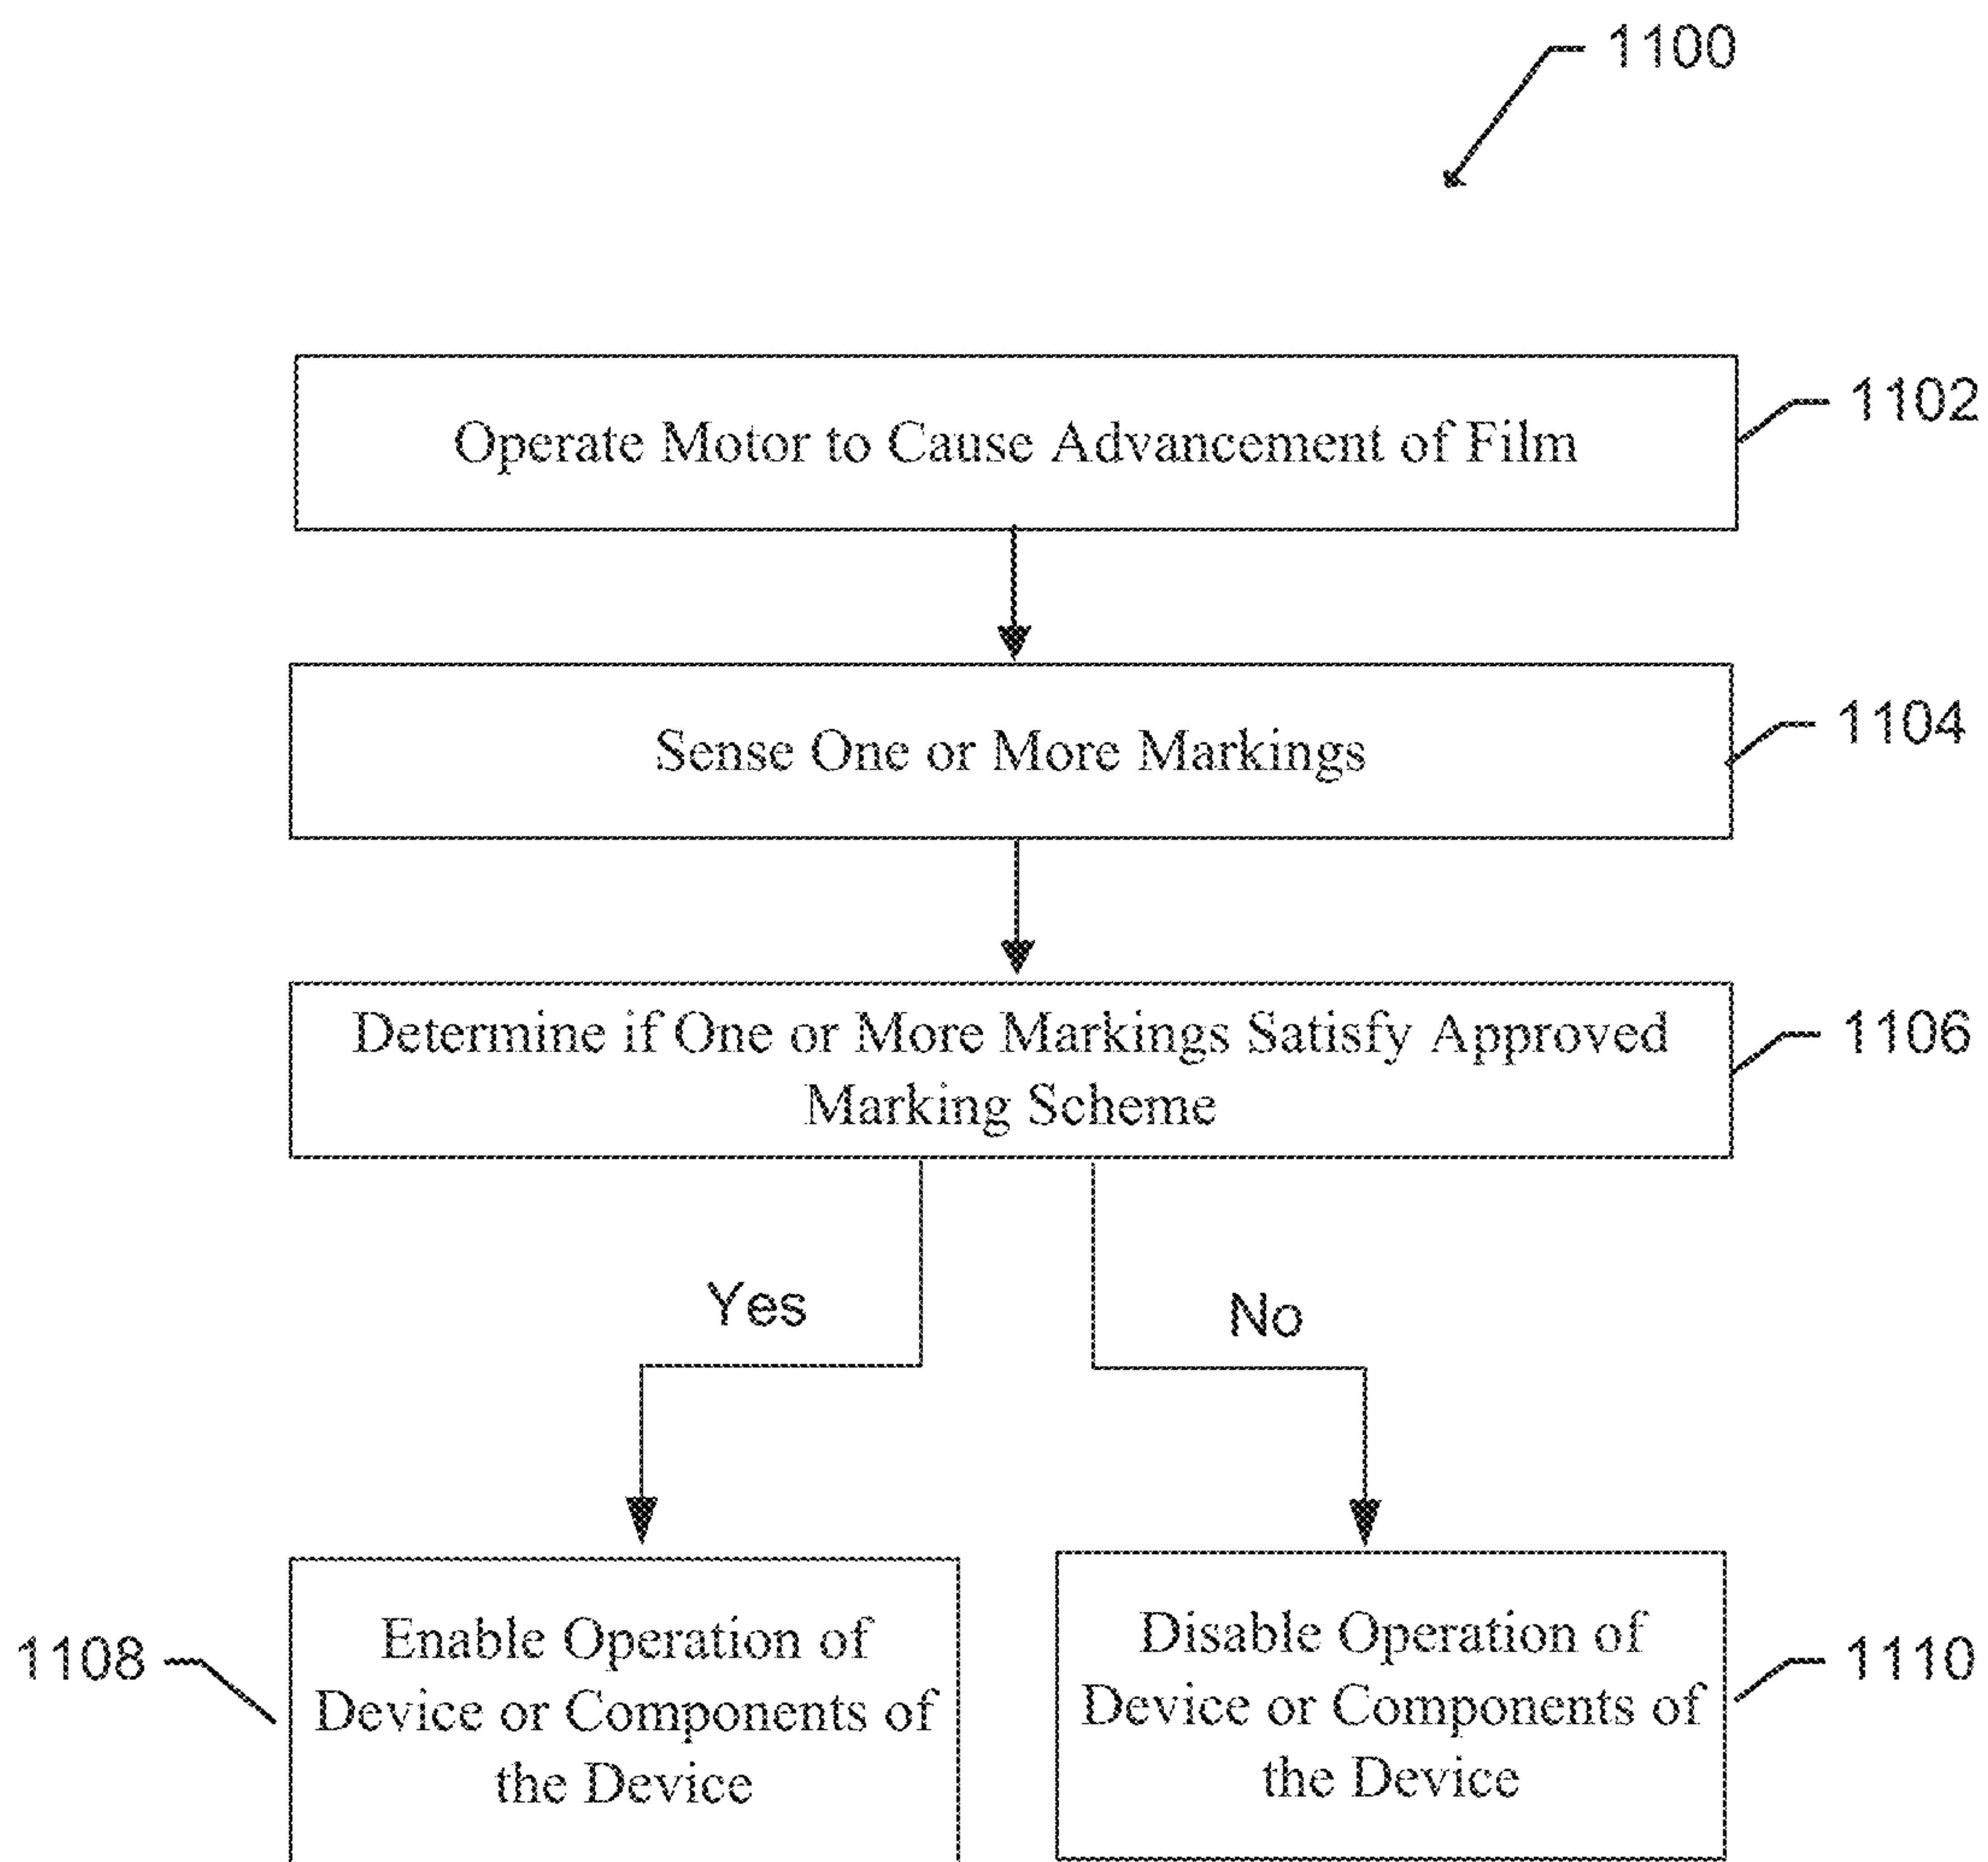 1100
Operate Motor to Cause Advancement of Film
1102
Sense One or More Markings
1104
Determine if One or More Markings Satisfy Approved
Marking Scheme
1106
Yes
No
1108
Enable Operation of
Device or Components of
the Device
Disable Operation of
Device or Components of
the Device
1110